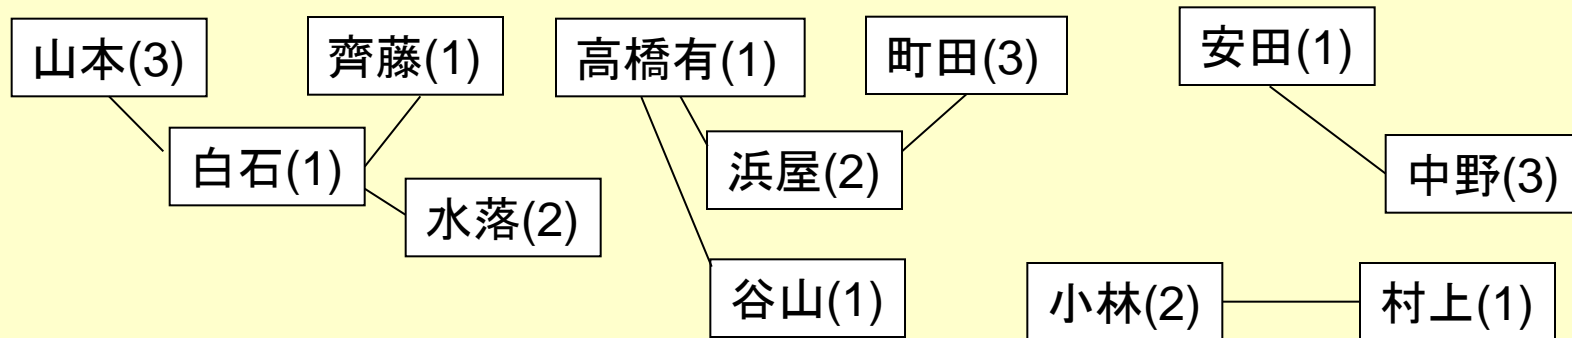 山本(3)
齊藤(1)
高橋有(1)
町田(3)
安田(1)
白石(1)
浜屋(2)
中野(3)
水落(2)
谷山(1)
小林(2)
村上(1)